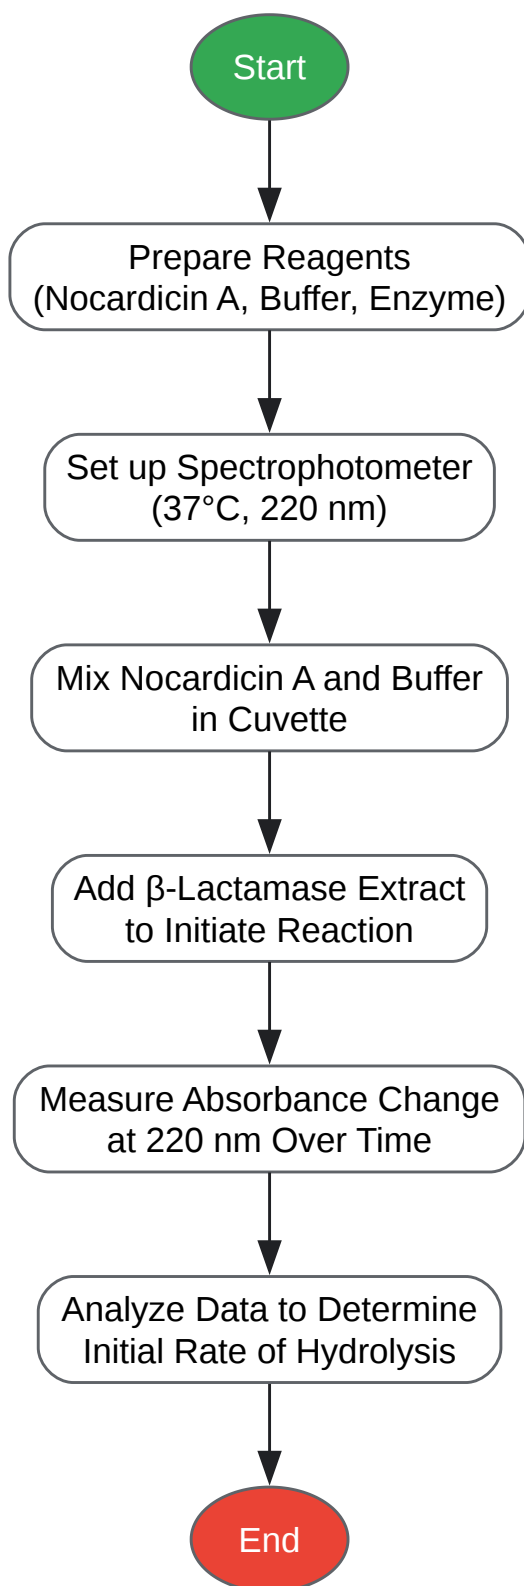 Start
Prepare Reagents
(Nocardicin A, Buffer, Enzyme)
Set up Spectrophotometer
(37°C, 220 nm)
Mix Nocardicin A and Buffer
in Cuvette
Add β-Lactamase Extract
to Initiate Reaction
Measure Absorbance Change
at 220 nm Over Time
Analyze Data to Determine
Initial Rate of Hydrolysis
End